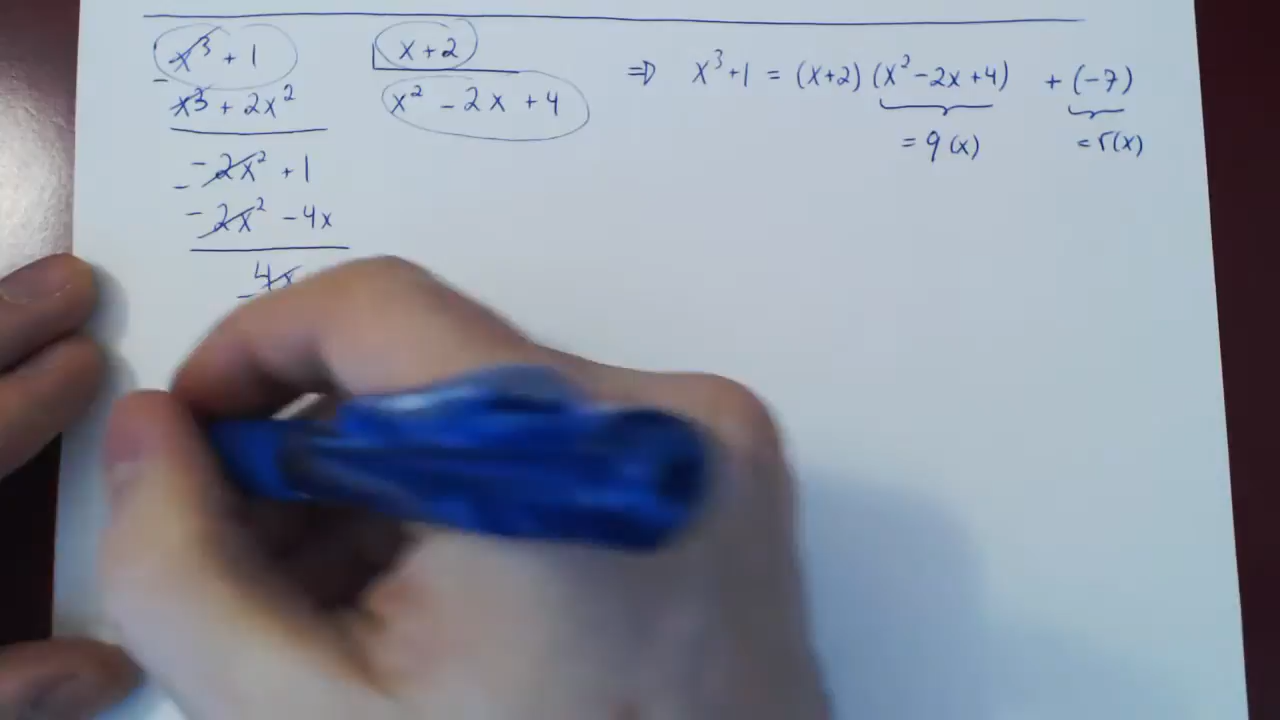 x³ + 1
x + 2
- x³ + 2x²
x² - 2x + 4
- 2x² + 1
- - 2x² - 4x
- 4x
⇒ x³ + 1 = (x+2) (x² - 2x + 4) + (-7)
= q(x)
= r(x)